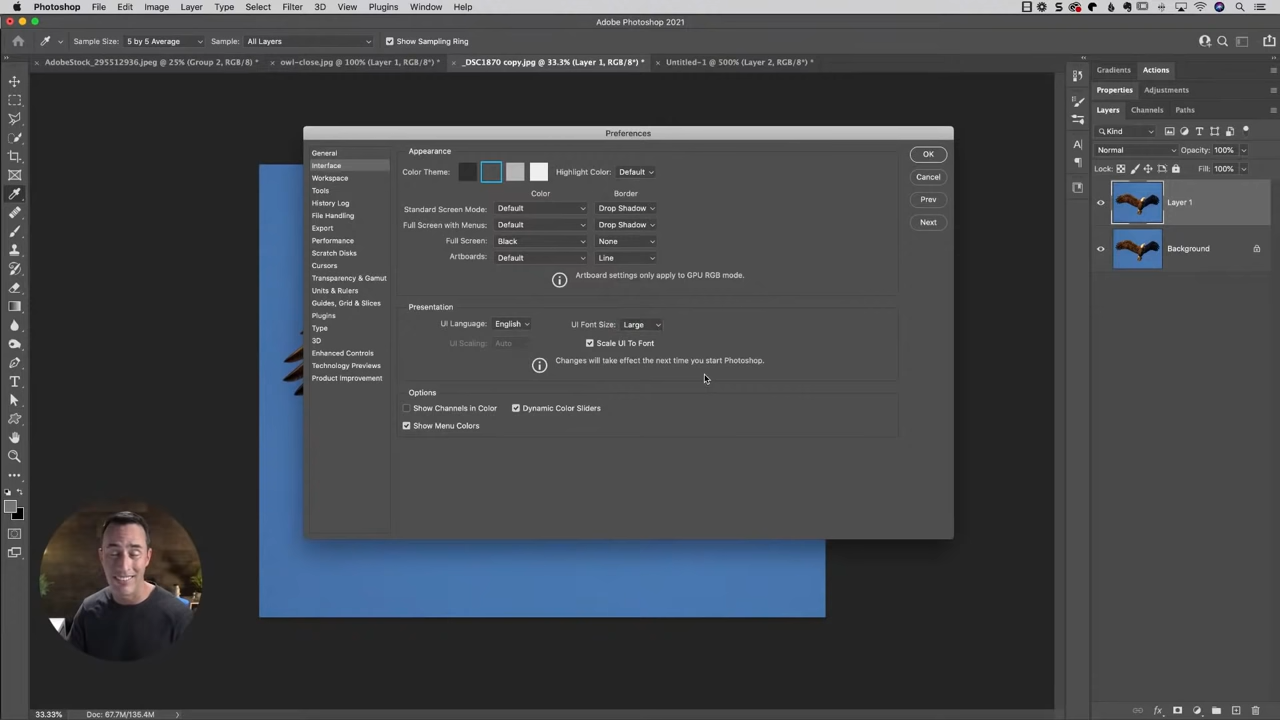 Photoshop File Edit Image Layer Type Select Filter 3D View Plugins Window Help
Adobe Photoshop 2021
Sample Size: 5 by 5 Average Sample: All Layers Show Sampling Ring
AdobeStock_295512936.jpeg @ 25% (Group 2, RGB/8) * owl-close.jpg @ 100% (Layer 1, RGB/8*) * _DSC1870 copy.jpg @ 33.3% (Layer 1, RGB/8*) * Untitled-1 @ 500% (Layer 2, RGB/8*) *
Preferences
General
Interface
Workspace
Tools
History Log
File Handling
Export
Performance
Scratch Disks
Cursors
Transparency & Gamut
Units & Rulers
Guides, Grid & Slices
Plugins
Type
3D
Enhanced Controls
Technology Previews
Product Improvement
Appearance
Color Theme: Highlight Color: Default
Color Border
Standard Screen Mode: Default Drop Shadow
Full Screen with Menus: Default Drop Shadow
Full Screen: Black None
Artboards: Default Line
Artboard settings only apply to GPU RGB mode.
Presentation
UI Language: English UI Font Size: Large
UI Scaling: Auto Scale UI To Font
Changes will take effect the next time you start Photoshop.
Options
Show Channels in Color Dynamic Color Sliders
Show Menu Colors
OK
Cancel
Prev
Next
Gradients Actions
Properties Adjustments
Layers Channels Paths
Kind
Normal Opacity: 100%
Lock: Fill: 100%
Layer 1
Background
33.33% Doc: 67.7M/135.4M